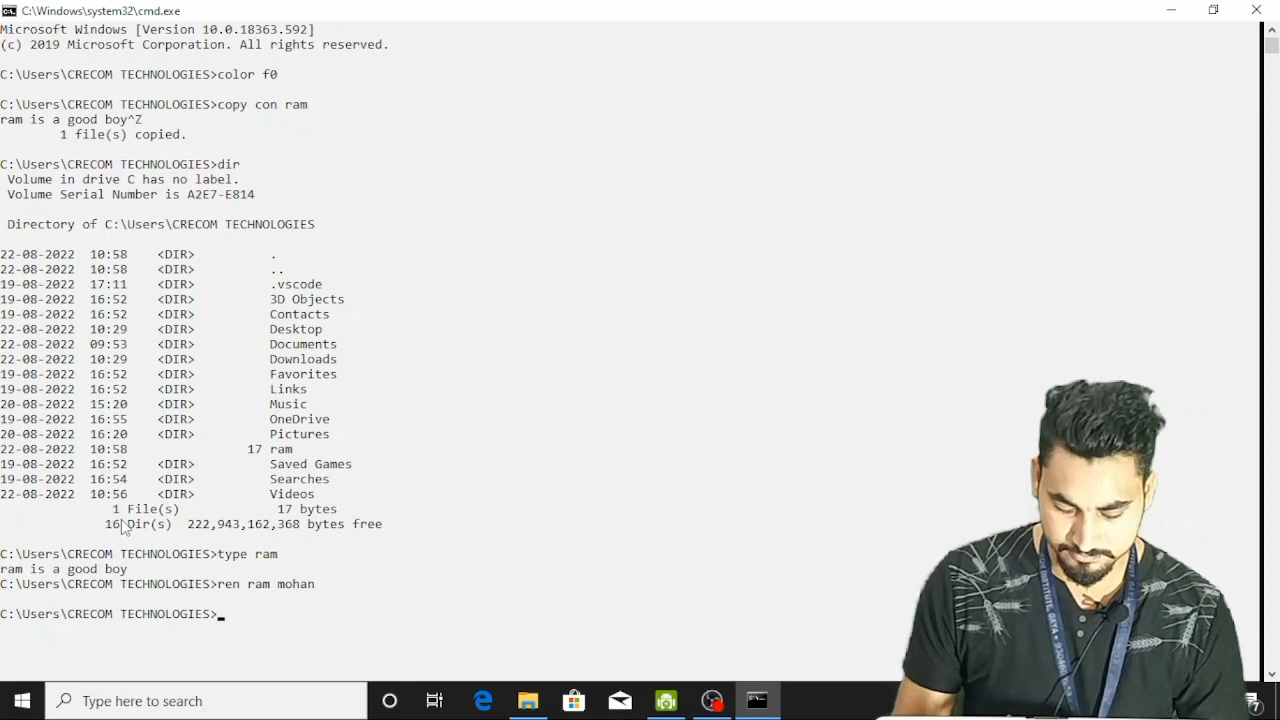 C:\Windows\system32\cmd.exe
Microsoft Windows [Version 10.0.18363.592]
(c) 2019 Microsoft Corporation. All rights reserved.
C:\Users\CRECOM TECHNOLOGIES>color f0
C:\Users\CRECOM TECHNOLOGIES>copy con ram
ram is a good boy^Z
1 file(s) copied.
C:\Users\CRECOM TECHNOLOGIES>dir
Volume in drive C has no label.
Volume Serial Number is A2E7-E814
Directory of C:\Users\CRECOM TECHNOLOGIES
22-08-2022 10:58 <DIR> .
22-08-2022 10:58 <DIR> ..
19-08-2022 17:11 <DIR> .vscode
19-08-2022 16:52 <DIR> 3D Objects
19-08-2022 16:52 <DIR> Contacts
22-08-2022 10:29 <DIR> Desktop
22-08-2022 09:53 <DIR> Documents
22-08-2022 10:29 <DIR> Downloads
19-08-2022 16:52 <DIR> Favorites
19-08-2022 16:52 <DIR> Links
20-08-2022 15:20 <DIR> Music
19-08-2022 16:55 <DIR> OneDrive
20-08-2022 16:20 <DIR> Pictures
22-08-2022 10:58 17 ram
19-08-2022 16:52 <DIR> Saved Games
19-08-2022 16:54 <DIR> Searches
22-08-2022 10:56 <DIR> Videos
1 File(s) 17 bytes
16 Dir(s) 222,943,162,368 bytes free
C:\Users\CRECOM TECHNOLOGIES>type ram
ram is a good boy
C:\Users\CRECOM TECHNOLOGIES>ren ram mohan
C:\Users\CRECOM TECHNOLOGIES>
Type here to search
7